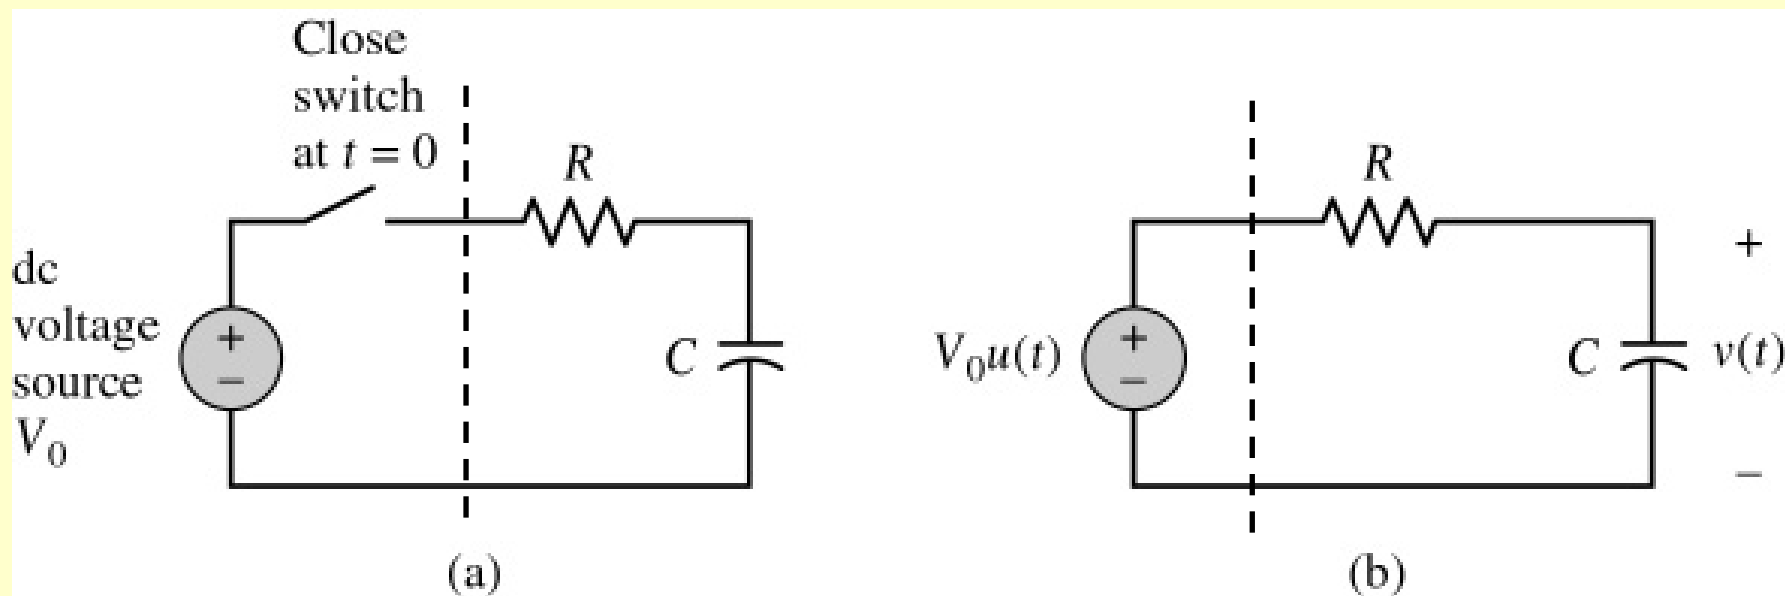 Close
switch
at t = 0
R
dc
voltage
source
V₀
+
−
C
(a)
R
V₀u(t)
+
−
C
+
v(t)
−
(b)